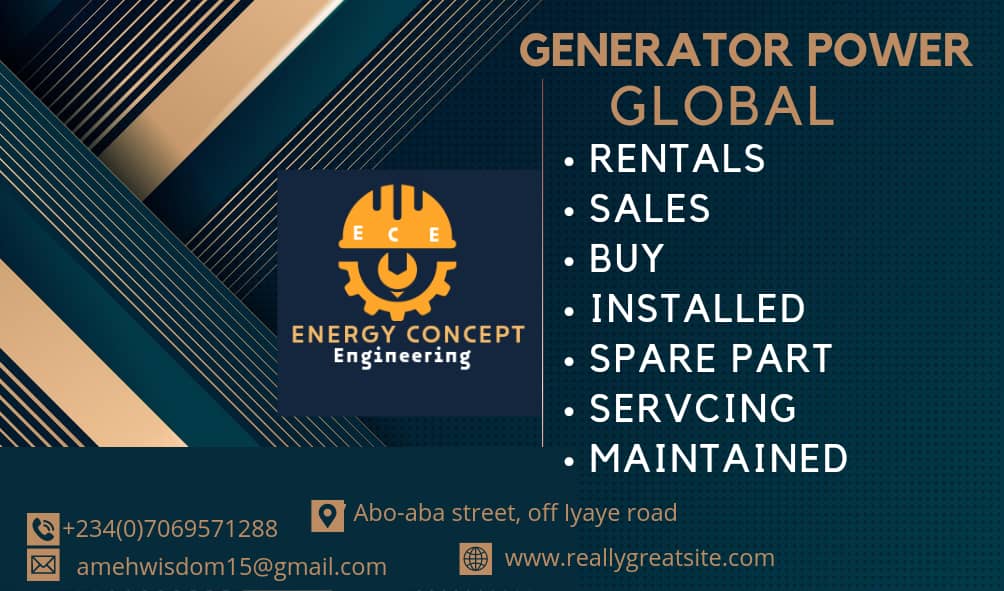 GENERATOR POWER
GLOBAL
• RENTALS
• SALES
• BUY
• INSTALLED
• SPARE PART
• SERVCING
• MAINTAINED
E C E
ENERGY CONCEPT
Engineering
+234(0)7069571288
Abo-aba street, off Iyaye road
amehwisdom15@gmail.com
www.reallygreatsite.com